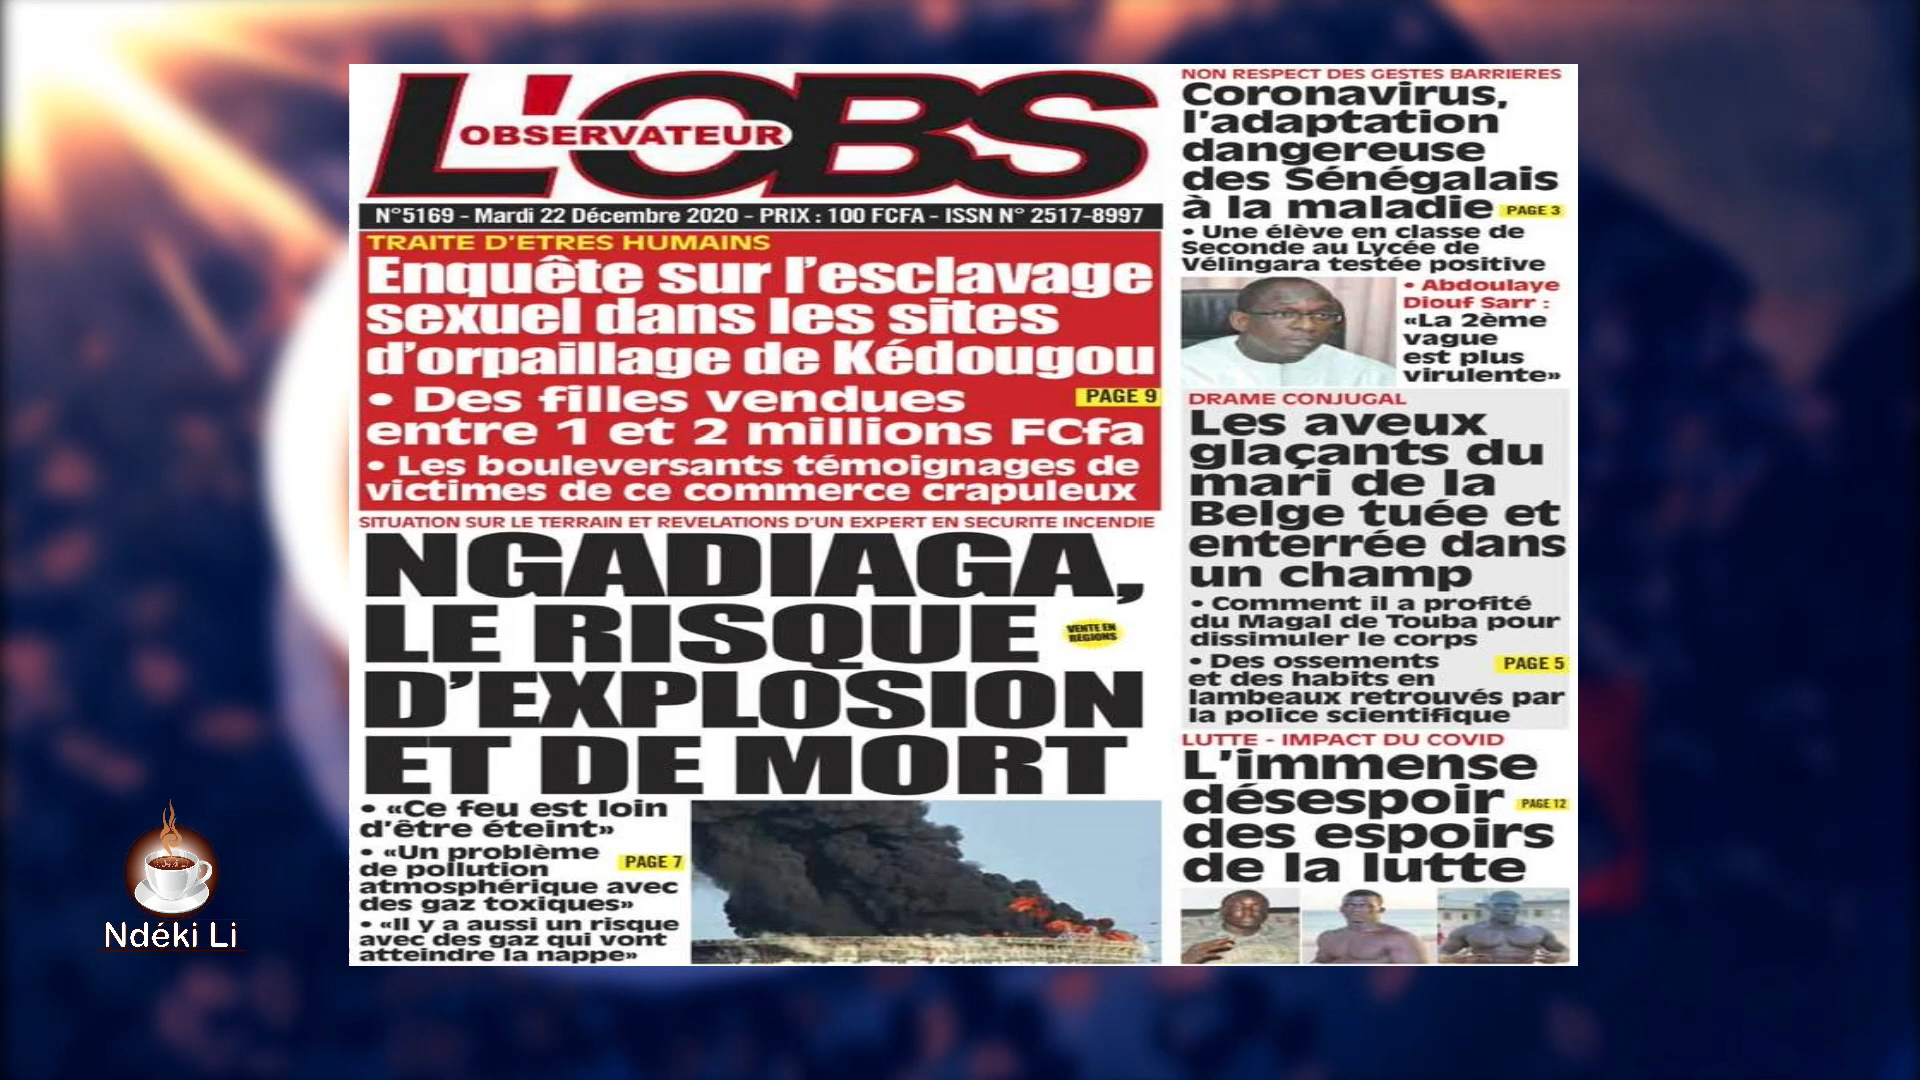 L'OBS
OBSERVATEUR
N°5169 - Mardi 22 Décembre 2020 - PRIX : 100 FCFA - ISSN N° 2517-8997
TRAITE D'ETRES HUMAINS
Enquête sur l'esclavage
sexuel dans les sites
d'orpaillage de Kédougou
• Des filles vendues
PAGE 9
entre 1 et 2 millions FCfa
• Les bouleversants témoignages de
victimes de ce commerce crapuleux
SITUATION SUR LE TERRAIN ET REVELATIONS D'UN EXPERT EN SECURITE INCENDIE
NGADIAGA,
LE RISQUE
VENTE EN
REGIONS
D'EXPLOSION
ET DE MORT
• «Ce feu est loin
d'être éteint»
• «Un problème
de pollution
PAGE 7
atmosphérique avec
des gaz toxiques»
• «Il y a aussi un risque
avec des gaz qui vont
atteindre la nappe»
NON RESPECT DES GESTES BARRIERES
Coronavirus,
l'adaptation
dangereuse
des Sénégalais
à la maladie PAGE 3
• Une élève en classe de
Seconde au Lycée de
Vélingara testée positive
• Abdoulaye
Diouf Sarr :
«La 2ème
vague
est plus
virulente»
DRAME CONJUGAL
Les aveux
glaçants du
mari de la
Belge tuée et
enterrée dans
un champ
• Comment il a profité
du Magal de Touba pour
dissimuler le corps
• Des ossements
PAGE 5
et des habits en
lambeaux retrouvés par
la police scientifique
LUTTE - IMPACT DU COVID
L'immense
désespoir PAGE 12
des espoirs
de la lutte
Ndéki Li